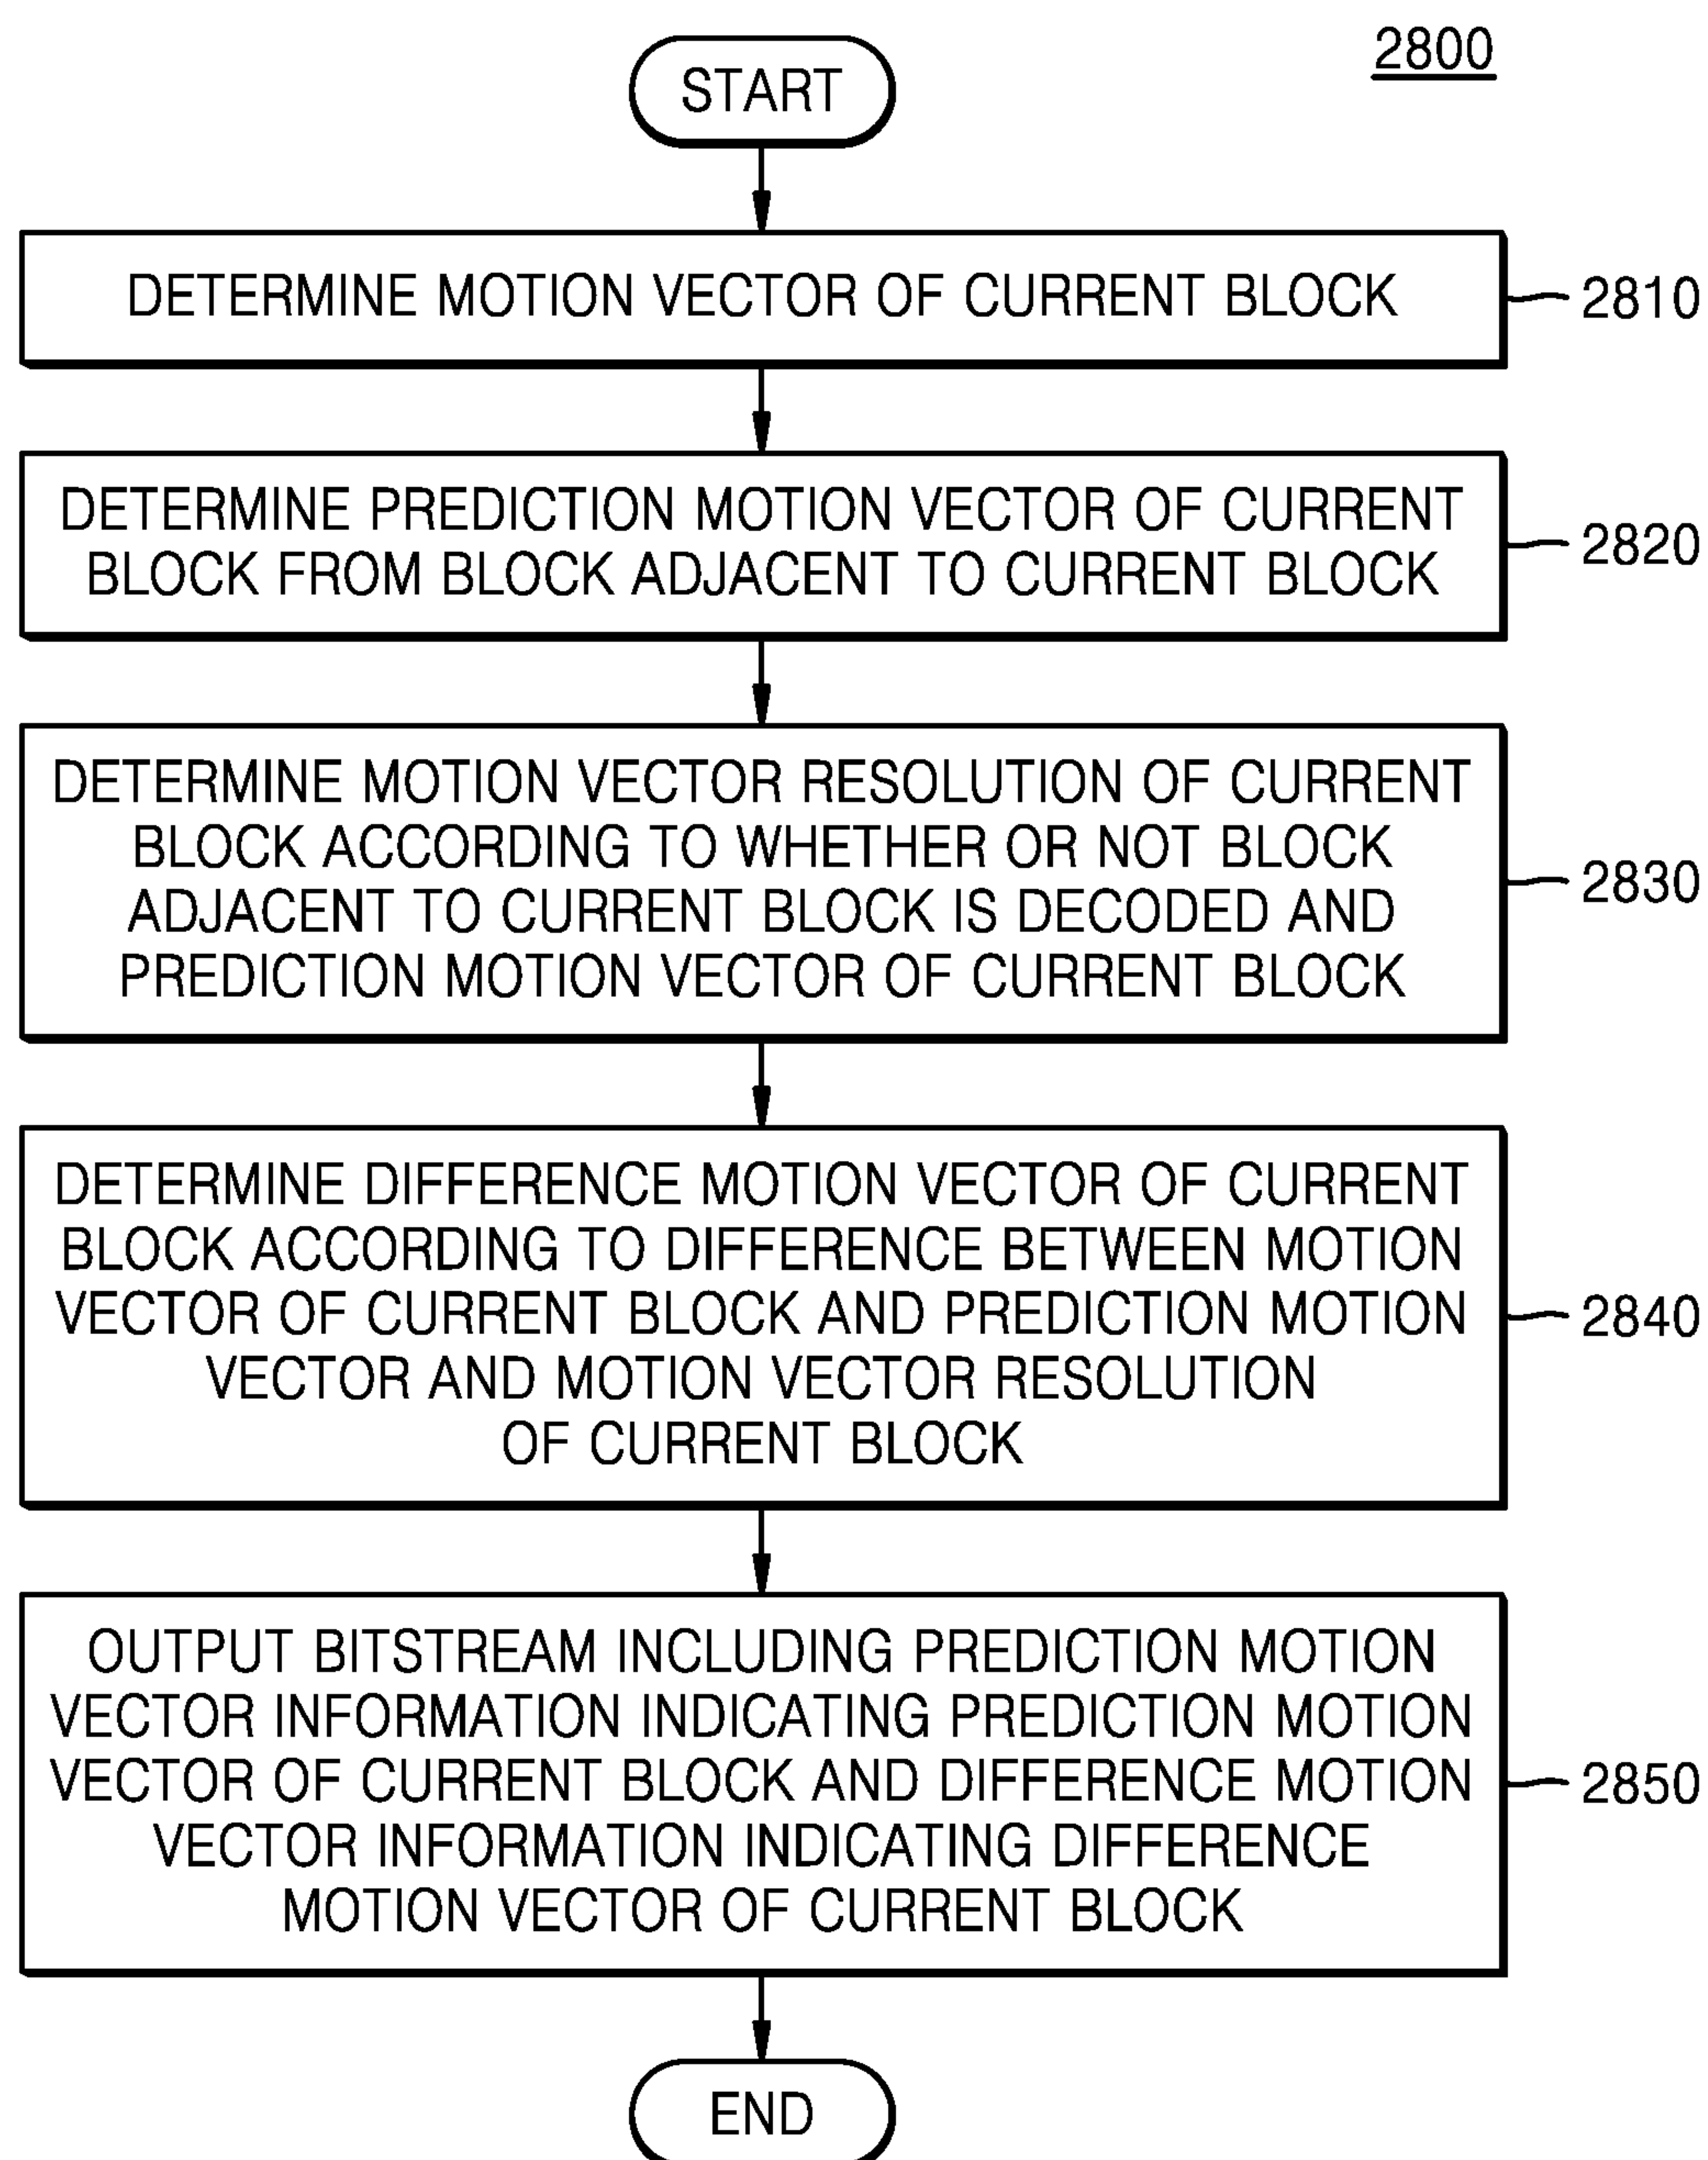 2800
START
DETERMINE MOTION VECTOR OF CURRENT BLOCK
2810
DETERMINE PREDICTION MOTION VECTOR OF CURRENT
BLOCK FROM BLOCK ADJACENT TO CURRENT BLOCK
2820
DETERMINE MOTION VECTOR RESOLUTION OF CURRENT
BLOCK ACCORDING TO WHETHER OR NOT BLOCK
ADJACENT TO CURRENT BLOCK IS DECODED AND
PREDICTION MOTION VECTOR OF CURRENT BLOCK
2830
DETERMINE DIFFERENCE MOTION VECTOR OF CURRENT
BLOCK ACCORDING TO DIFFERENCE BETWEEN MOTION
VECTOR OF CURRENT BLOCK AND PREDICTION MOTION
VECTOR AND MOTION VECTOR RESOLUTION
OF CURRENT BLOCK
2840
OUTPUT BITSTREAM INCLUDING PREDICTION MOTION
VECTOR INFORMATION INDICATING PREDICTION MOTION
VECTOR OF CURRENT BLOCK AND DIFFERENCE MOTION
VECTOR INFORMATION INDICATING DIFFERENCE
MOTION VECTOR OF CURRENT BLOCK
2850
END